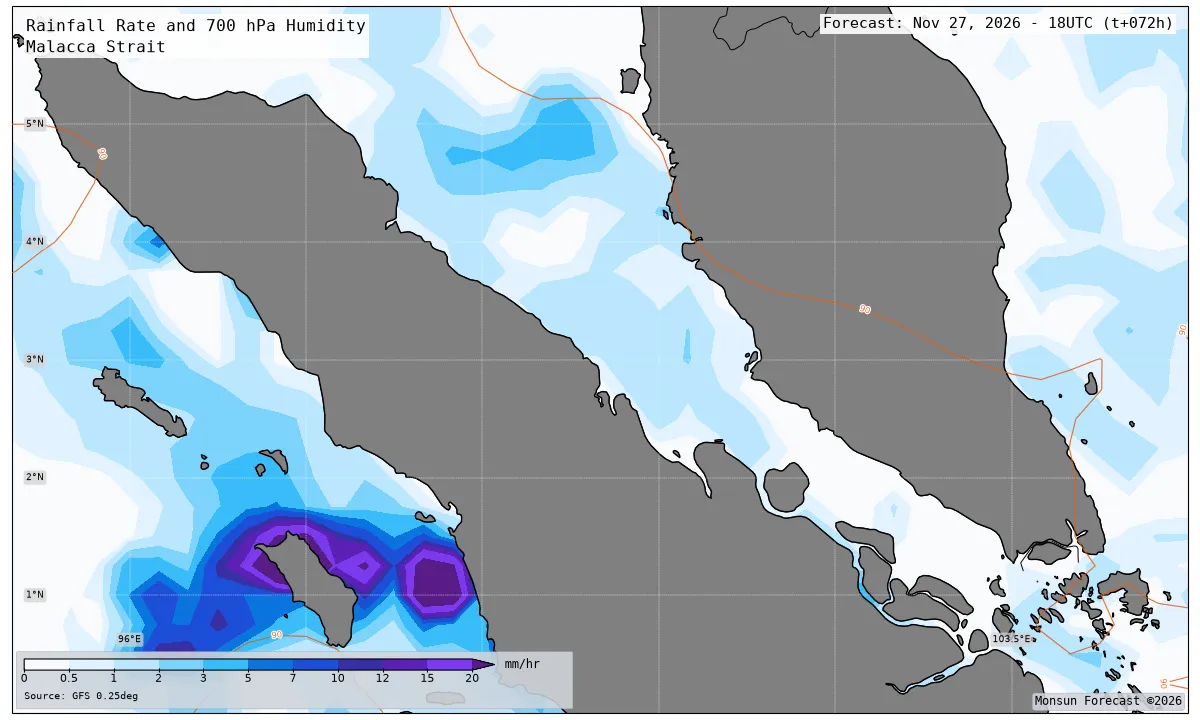 Rainfall Rate and 700 hPa Humidity
Malacca Strait
Forecast: Nov 27, 2026 - 18UTC (t+072h)
5°N
90
4°N
90
90
3°N
2°N
1°N
96°E
90
103.5°E
mm/hr
0 0.5 1 2 3 5 7 10 12 15 20
Source: GFS 0.25deg
90
Monsun Forecast ©2026